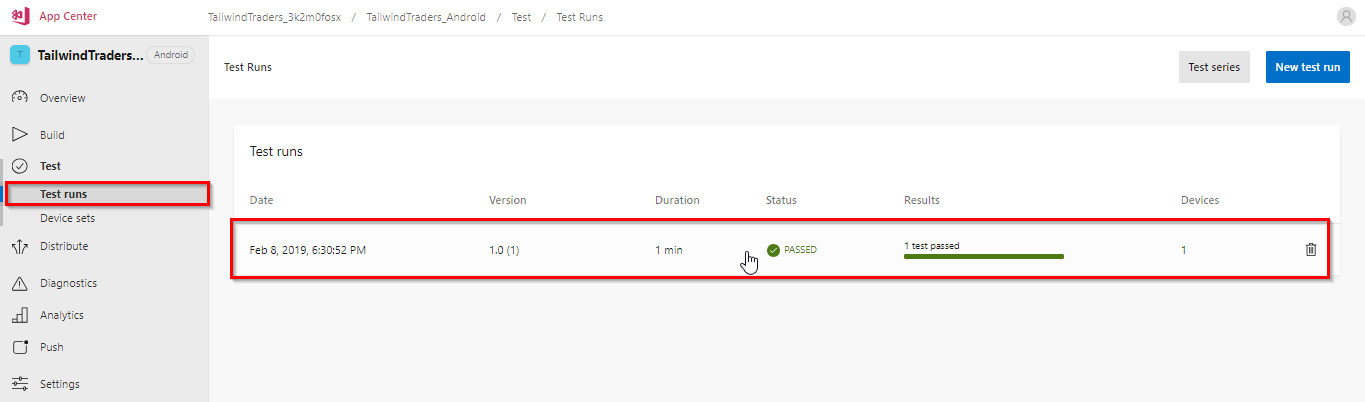 App Center
TailwindTraders_3k2m0fosx / TailwindTraders_Android / Test / Test Runs
T TailwindTraders... Android
Overview
Build
Test
Test runs
Device sets
Distribute
Diagnostics
Analytics
Push
Settings
Test Runs
Test series
New test run
Test runs
Date Version Duration Status Results Devices
Feb 8, 2019, 6:30:52 PM 1.0 (1) 1 min PASSED 1 test passed 1